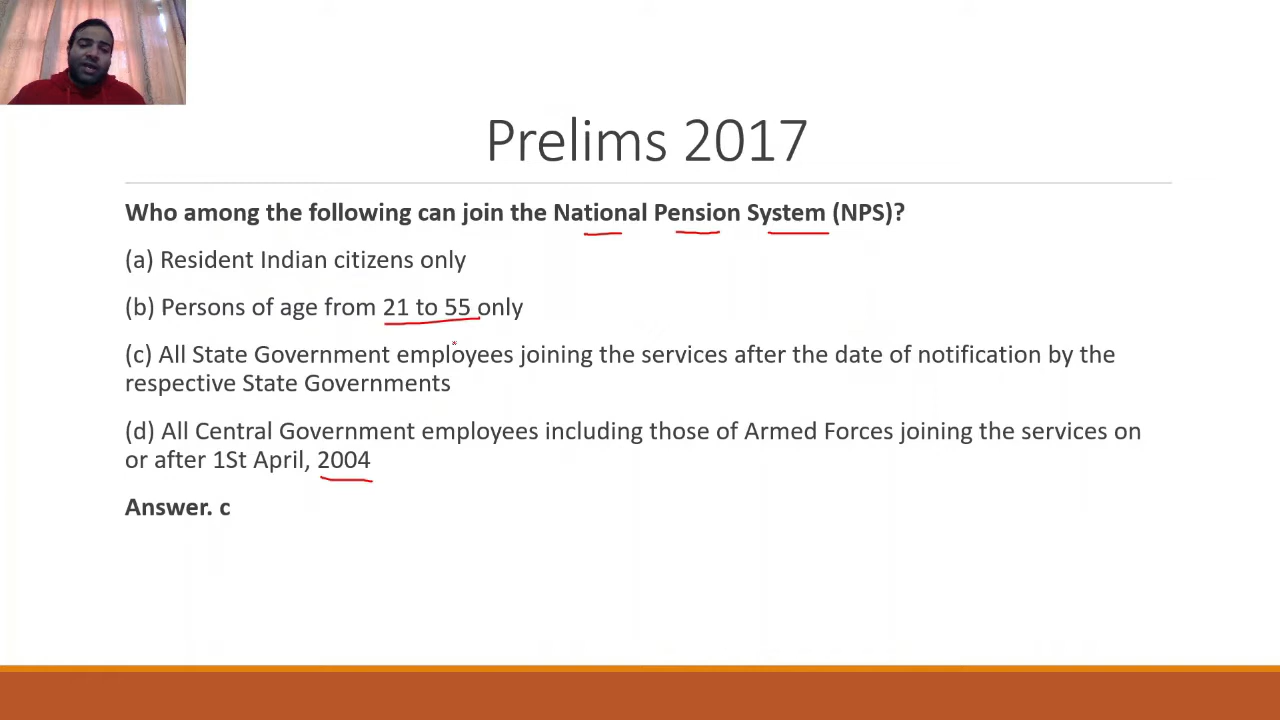 Prelims 2017
Who among the following can join the National Pension System (NPS)?
(a) Resident Indian citizens only
(b) Persons of age from 21 to 55 only
(c) All State Government employees joining the services after the date of notification by the
respective State Governments
(d) All Central Government employees including those of Armed Forces joining the services on
or after 1St April, 2004
Answer. c